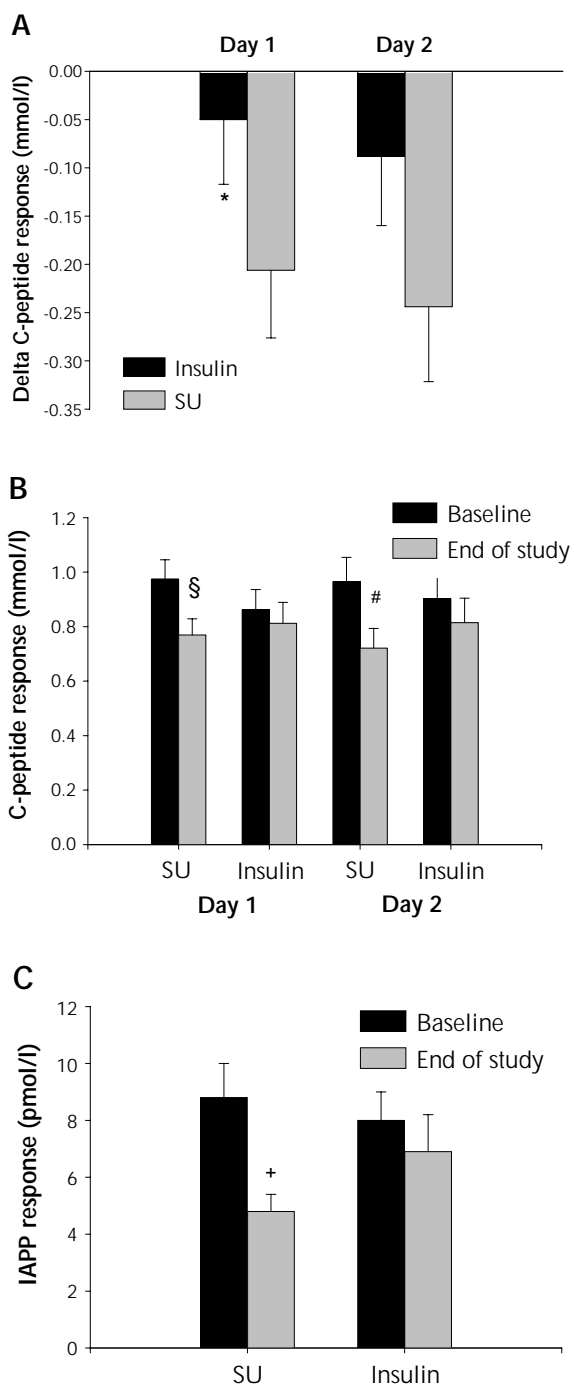 A
Day 1 Day 2
Delta C-peptide response (mmol/l)
0.00
-0.05
-0.10
-0.15
-0.20
-0.25
-0.30
-0.35
*
Insulin
SU
B
C-peptide response (mmol/l)
1.2
1.0
0.8
0.6
0.4
0.2
0.0
Baseline
End of study
§ #
SU Insulin SU Insulin
Day 1 Day 2
C
IAPP response (pmol/l)
12
10
8
6
4
2
0
Baseline
End of study
+
SU Insulin